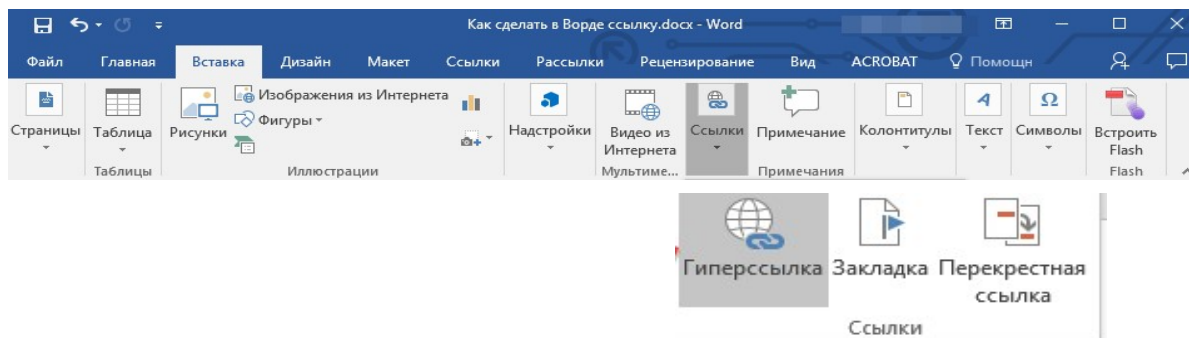 Как сделать в Ворде ссылку.docx - Word
Файл Главная Вставка Дизайн Макет Ссылки Рассылки Рецензирование Вид ACROBAT Помощн
Страницы Таблица Рисунки Изображения из Интернета Фигуры Надстройки Видео из Интернета Ссылки Примечание Колонтитулы Текст Символы Встроить Flash
Таблицы Иллюстрации Мультиме... Примечания Flash
Гиперссылка Закладка Перекрестная
ссылка
Ссылки